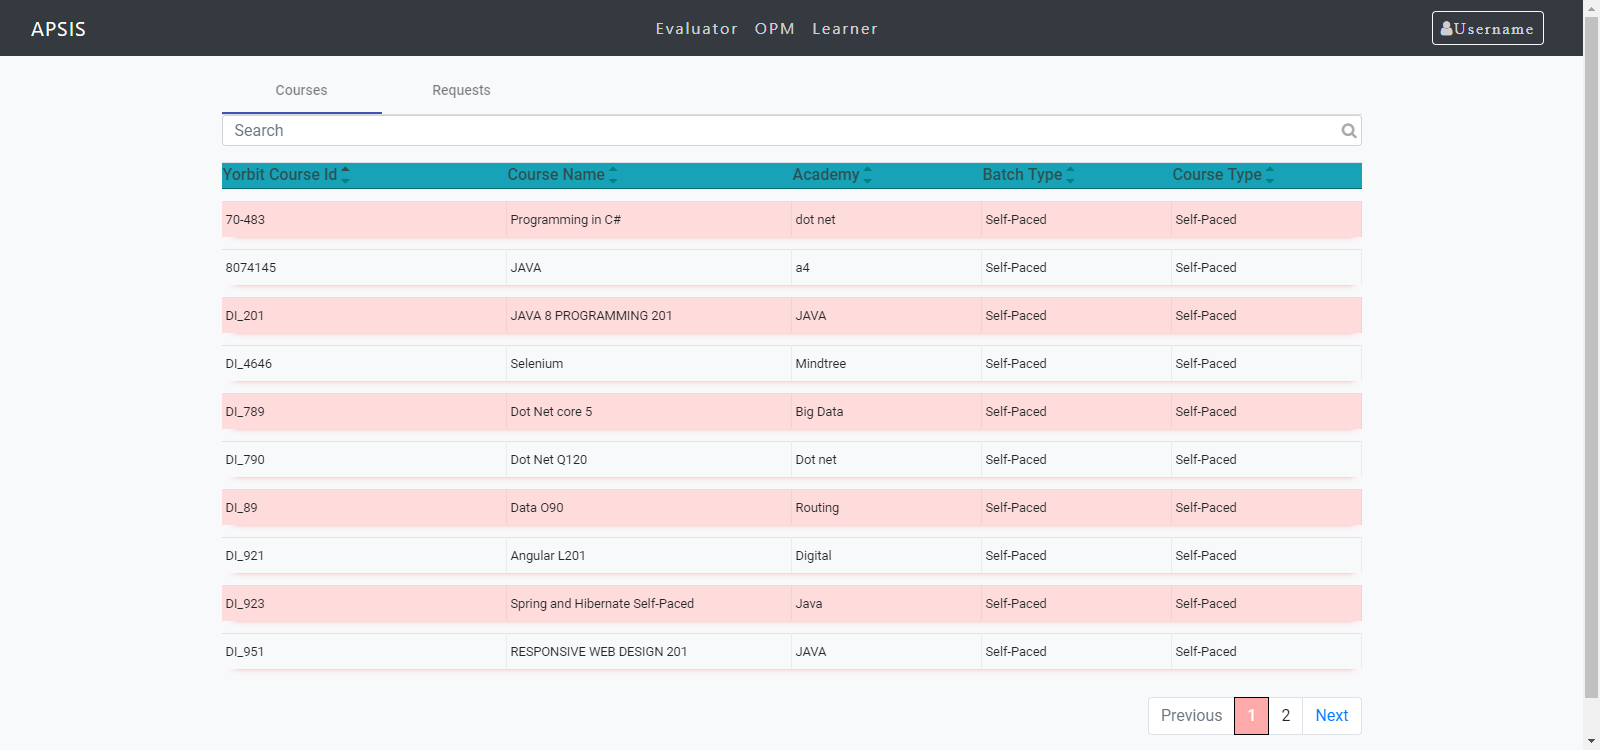 APSIS Evaluator OPM Learner Username
Courses Requests
Search
Yorbit Course Id Course Name Academy Batch Type Course Type
70-483 Programming in C# dot net Self-Paced Self-Paced
8074145 JAVA a4 Self-Paced Self-Paced
DI_201 JAVA 8 PROGRAMMING 201 JAVA Self-Paced Self-Paced
DI_4646 Selenium Mindtree Self-Paced Self-Paced
DI_789 Dot Net core 5 Big Data Self-Paced Self-Paced
DI_790 Dot Net Q120 Dot net Self-Paced Self-Paced
DI_89 Data O90 Routing Self-Paced Self-Paced
DI_921 Angular L201 Digital Self-Paced Self-Paced
DI_923 Spring and Hibernate Self-Paced Java Self-Paced Self-Paced
DI_951 RESPONSIVE WEB DESIGN 201 JAVA Self-Paced Self-Paced
Previous 1 2 Next